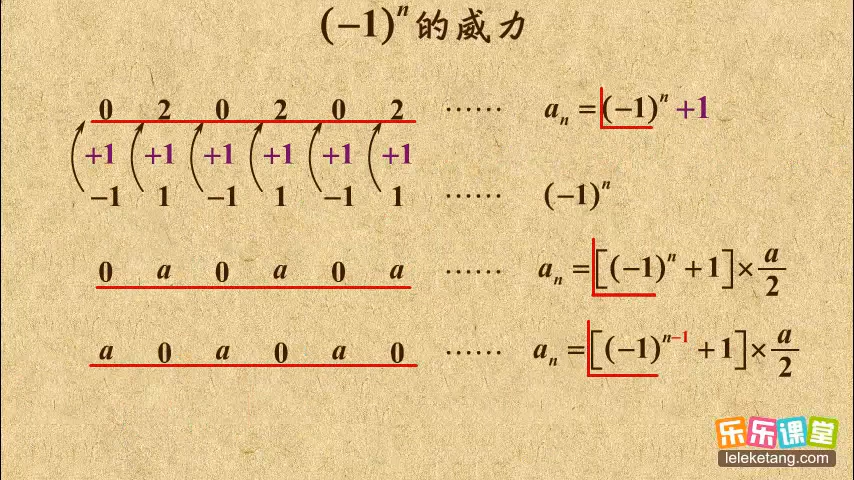 (−1)ⁿ的威力
0 2 0 2 0 2 …… aₙ = (−1)ⁿ +1
+1 +1 +1 +1 +1 +1
−1 1 −1 1 −1 1 …… (−1)ⁿ
0 a 0 a 0 a …… aₙ = [(−1)ⁿ + 1] × a/2
a 0 a 0 a 0 …… aₙ = [(−1)ⁿ⁻¹ + 1] × a/2
乐乐课堂
leleketang.com